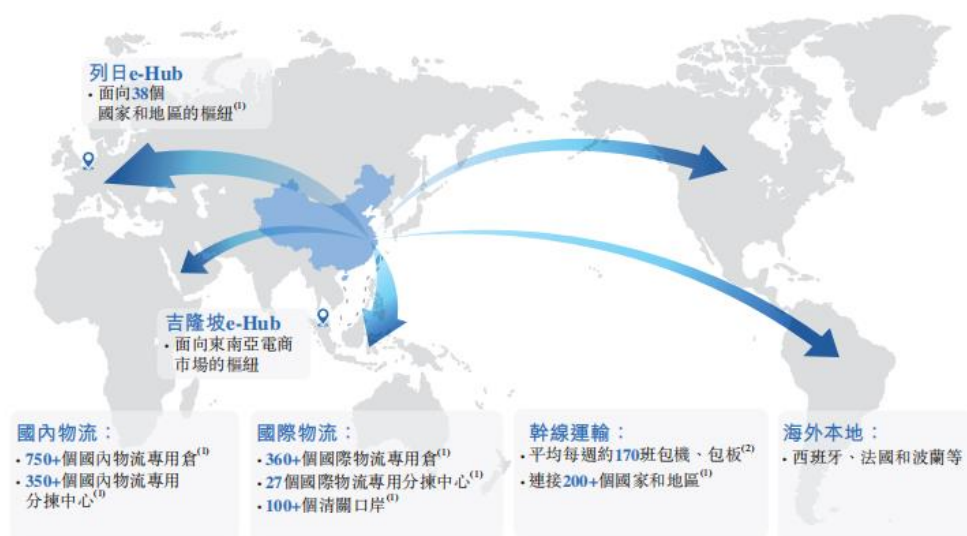 列日e-Hub
· 面向38個
國家和地區的樞紐(1)
吉隆坡e-Hub
· 面向東南亞電商
市場的樞紐
國內物流：
· 750+個國內物流專用倉(1)
· 350+個國內物流專用
分揀中心(1)
國際物流：
· 360+個國際物流專用倉(1)
· 27個國際物流專用分揀中心(1)
· 100+個清關口岸(1)
幹線運輸：
· 平均每週約170班包機、包板(2)
· 連接200+個國家和地區(1)
海外本地：
· 西班牙、法國和波蘭等